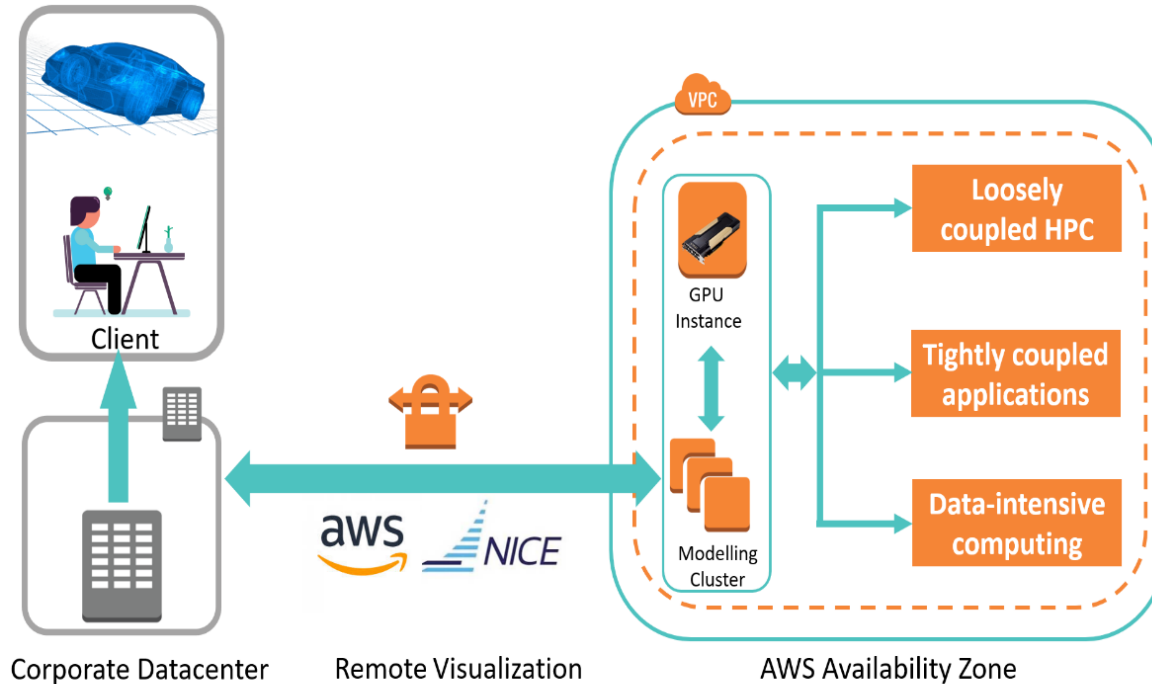 VPC
Loosely
coupled HPC
GPU
Instance
Client
Tightly coupled
applications
aws
NICE
Data-intensive
computing
Modelling
Cluster
Corporate Datacenter
Remote Visualization
AWS Availability Zone